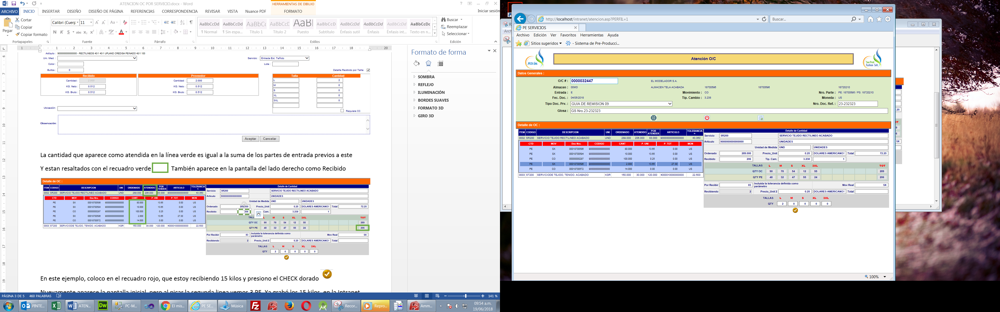 ATENCION OC POR SERVICIO.docx - Word
HERRAMIENTAS DE DIBUJO
Iniciar sesión
ARCHIVO INICIO INSERTAR DISEÑO DISEÑO DE PÁGINA REFERENCIAS CORRESPONDENCIA REVISAR VISTA Nuance PDF FORMATO
Pegar
Cortar
Copiar
Copiar formato
Calibri (Cuerp 11
N K S abc
AaBbCcDd AaBbCcDd AaBbCc AaBbCcC AaBl AaBbCcD AaBbCcDd AaBbCcDd AaBbCcDd AaBbCcDc
¶ Normal ¶ Sin espa... Título 1 Título 2 Puesto Subtítulo Énfasis sutil Énfasis Énfasis int... Texto en n...
Buscar
Reemplazar
Seleccionar
Portapapeles Fuente Párrafo Estilos Edición
Artículo : 9000000000000000 - RECTILINEOS 40/1 40/1 UPLAND CREDISA PEINADO 40/1 100
Uni. Med. : Servicio : Entrada Ext. Teñido
Color : Lote :
Bultos : 0 Detalle Recibido por Talla:
Recibido Proveedor Talla Cantidad
Cantidad : 2.000 Cantidad : 2.000 L 2
KG. Neto : 0.512 KG. Neto : 0.512 M 0
KG. Bruto : 0.512 KG. Bruto : 0.512 S 0
XL 0
3XL 0
Ubicación:
Requiere CC
Observación:
Aceptar Cancelar
La cantidad que aparece como atendida en la línea verde es igual a la suma de los partes de entrada previos a este
Y estan resaltados con el recuadro verde También aparece en la pantalla del lado derecho como Recibido
Detalle de OC :
ITEM CODIGO DESCRIPCION UNI ORDENADO ATENDIDO POR TENDER ARTICULO TOLERANCIA +-
0002 SR200 SERVICIO TEJIDO RECTILINEO ACABADO UND 289.000 206.000 83.000 9000000000000000 43.350
CTD MOV Doc Nro. CODIGO CANT P. UNI P. TOT MON
PE SX 00018700586 9000000000000000 80.000 13.65 0.00 US
PE SX 00018700594 9000000000000000 10.000 13.65 0.00 US
PE CO 00000000297 9000000000000000 100.000 0.25 0.00 US
PE SX 00018700596 9000000000000000 2.000 13.65 27.30 US
PE CO 00018700572 9000000000000000 14.000 0.00 0.00 US
0003 ST200 SERVICIODE TEJIDO, TENIDO, ACABADO KGR 150.000 30.000 120.000 4000010000000000 22.500
Detalle de Cantidad
Servicio SR200 SERVICIO TEJIDO RECTILINEO ACABADO
Artículo 9000000000000000 UNIDADES
Unidad de Medida UND UNIDADES
Ordenado 289.000 Precio_Unit 0.25 DOLARES AMERICANO! Total 72.25
Recibido 206 Cam. 3.238 1
TALL L M S XL 3XL TOT
QTY OC 90 78 54 12 55 289
QTY PE 48 32 47 55 24 206
Por Recibir 83 Incluida la tolerancia definida como parámetro Mov Real SX
Recibiendo 2 Precio_Unit 2 0.25 DOLARES AMERICANO! Total
TALLAS L M S XL 3XL
QTY 2 0 0 0 0
En este ejemplo, coloco en el recuadro rojo, que estoy recibiendo 15 kilos y presiono el CHECK dorado
Nuevamente aparece la pantalla inicial, pero al picar la segunda linea vemos 3 PE. Ya grabó los 15 kilos, en la Intranet
Formato de forma
SOMBRA
REFLEJO
ILUMINACIÓN
BORDES SUAVES
FORMATO 3D
GIRO 3D
PÁGINA 3 DE 5 460 PALABRAS 141 %
PINTE... ATEN... PC-M... El mis... PE SE... Música Recor... Repro... Amm...
09:54 a.m.
19/06/2018
http://localhost/intranet/atencion.asp?PERFIL=1
Buscar...
PE SERVICIOS
Archivo Edición Ver Favoritos Herramientas Ayuda
Sitios sugeridos - Sistema de Pre-Producci...
Atrás
Atención O/C
Tex-Prod
Fashion Soft
Datos Generales :
O/C # : 0000032447 EL MODELADOR S.A.
Almacen : 00MD ALMACEN TELA ACABADA 18700595 18700596 18720210
Entrada : E Movimiento : CO Nro. Parte : PE: 18700595 / PS: 18720210
Fec. Doc. : 04/05/2018 Tip. Cambio : 3.238 Moneda : US
Tipo Doc. Prv. : GUIA DE REMISION 09 Nro. Doc. Ref. : 23-232323
Glosa : GS Nro.23-232323
Detalle de OC :
ITEM CODIGO DESCRIPCION UNI ORDENADO ATENDIDO POR ATENDER ARTICULO TOLERANCIA +-
0002 SR200 SERVICIO TEJIDO RECTILINEO ACABADO UND 289.000 206.000 83.000 9000000000000000 43.350
CTD MOV Doc Nro. CODIGO CANT P. UNI P. TOT MON
PE SX 00018700586 9000000000000000 80.000 13.65 0.00 US
PE SX 00018700594 9000000000000000 10.000 13.65 0.00 US
PE CO 00000000297 9000000000000000 100.000 0.25 0.00 US
PE SX 00018700596 9000000000000000 2.000 13.65 27.30 US
PE CO 00018700572 9000000000000000 14.000 0.00 0.00 US
0003 ST200 SERVICIODE TEJIDO, TENIDO, ACABADO KGR 150.000 30.000 120.000 4000010000000000 22.500
Detalle de Cantidad
Servicio SR200 SERVICIO TEJIDO RECTILINEO ACABADO
Articulo 9000000000000000 UNIDADES
Unidad de Medida UND UNIDADES
Ordenado 289.000 Precio_Unit 0.25 DOLARES AMERICANO! Total 72.25
Recibido 206 Tip. Cam. 3.238 1
TALLAS L M S XL 3XL TOT
QTY OC 90 78 54 12 55 289
QTY PE 48 32 47 55 24 206
Por Recibir 83 Incluida la tolerancia definida como parámetro Mov Real SX
Recibiendo 2 Precio_Unit 2 0.25 DOLARES AMERICANO! Total
TALLAS L M S XL 3XL
QTY 2 0 0 0 0
100%